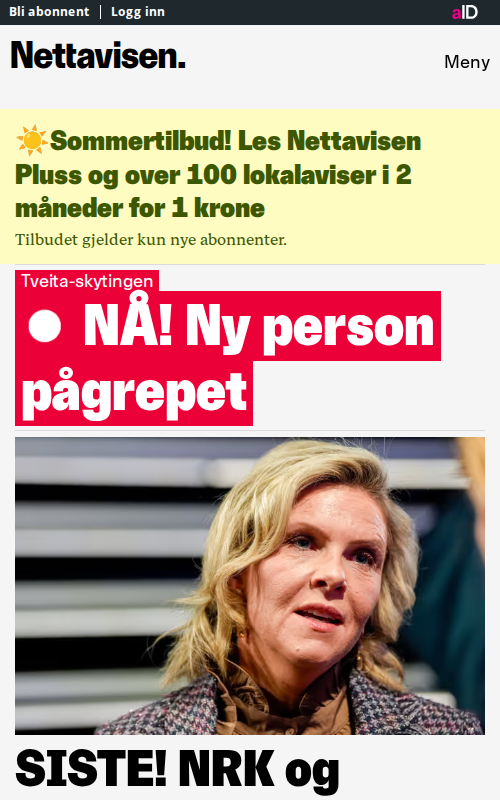 Bli abonnent Logg inn aID
Nettavisen.
Meny
Sommertilbud! Les Nettavisen
Pluss og over 100 lokalaviser i 2
måneder for 1 krone
Tilbudet gjelder kun nye abonnenter.
Tveita-skytingen
NÅ! Ny person
pågrepet
SISTE! NRK og